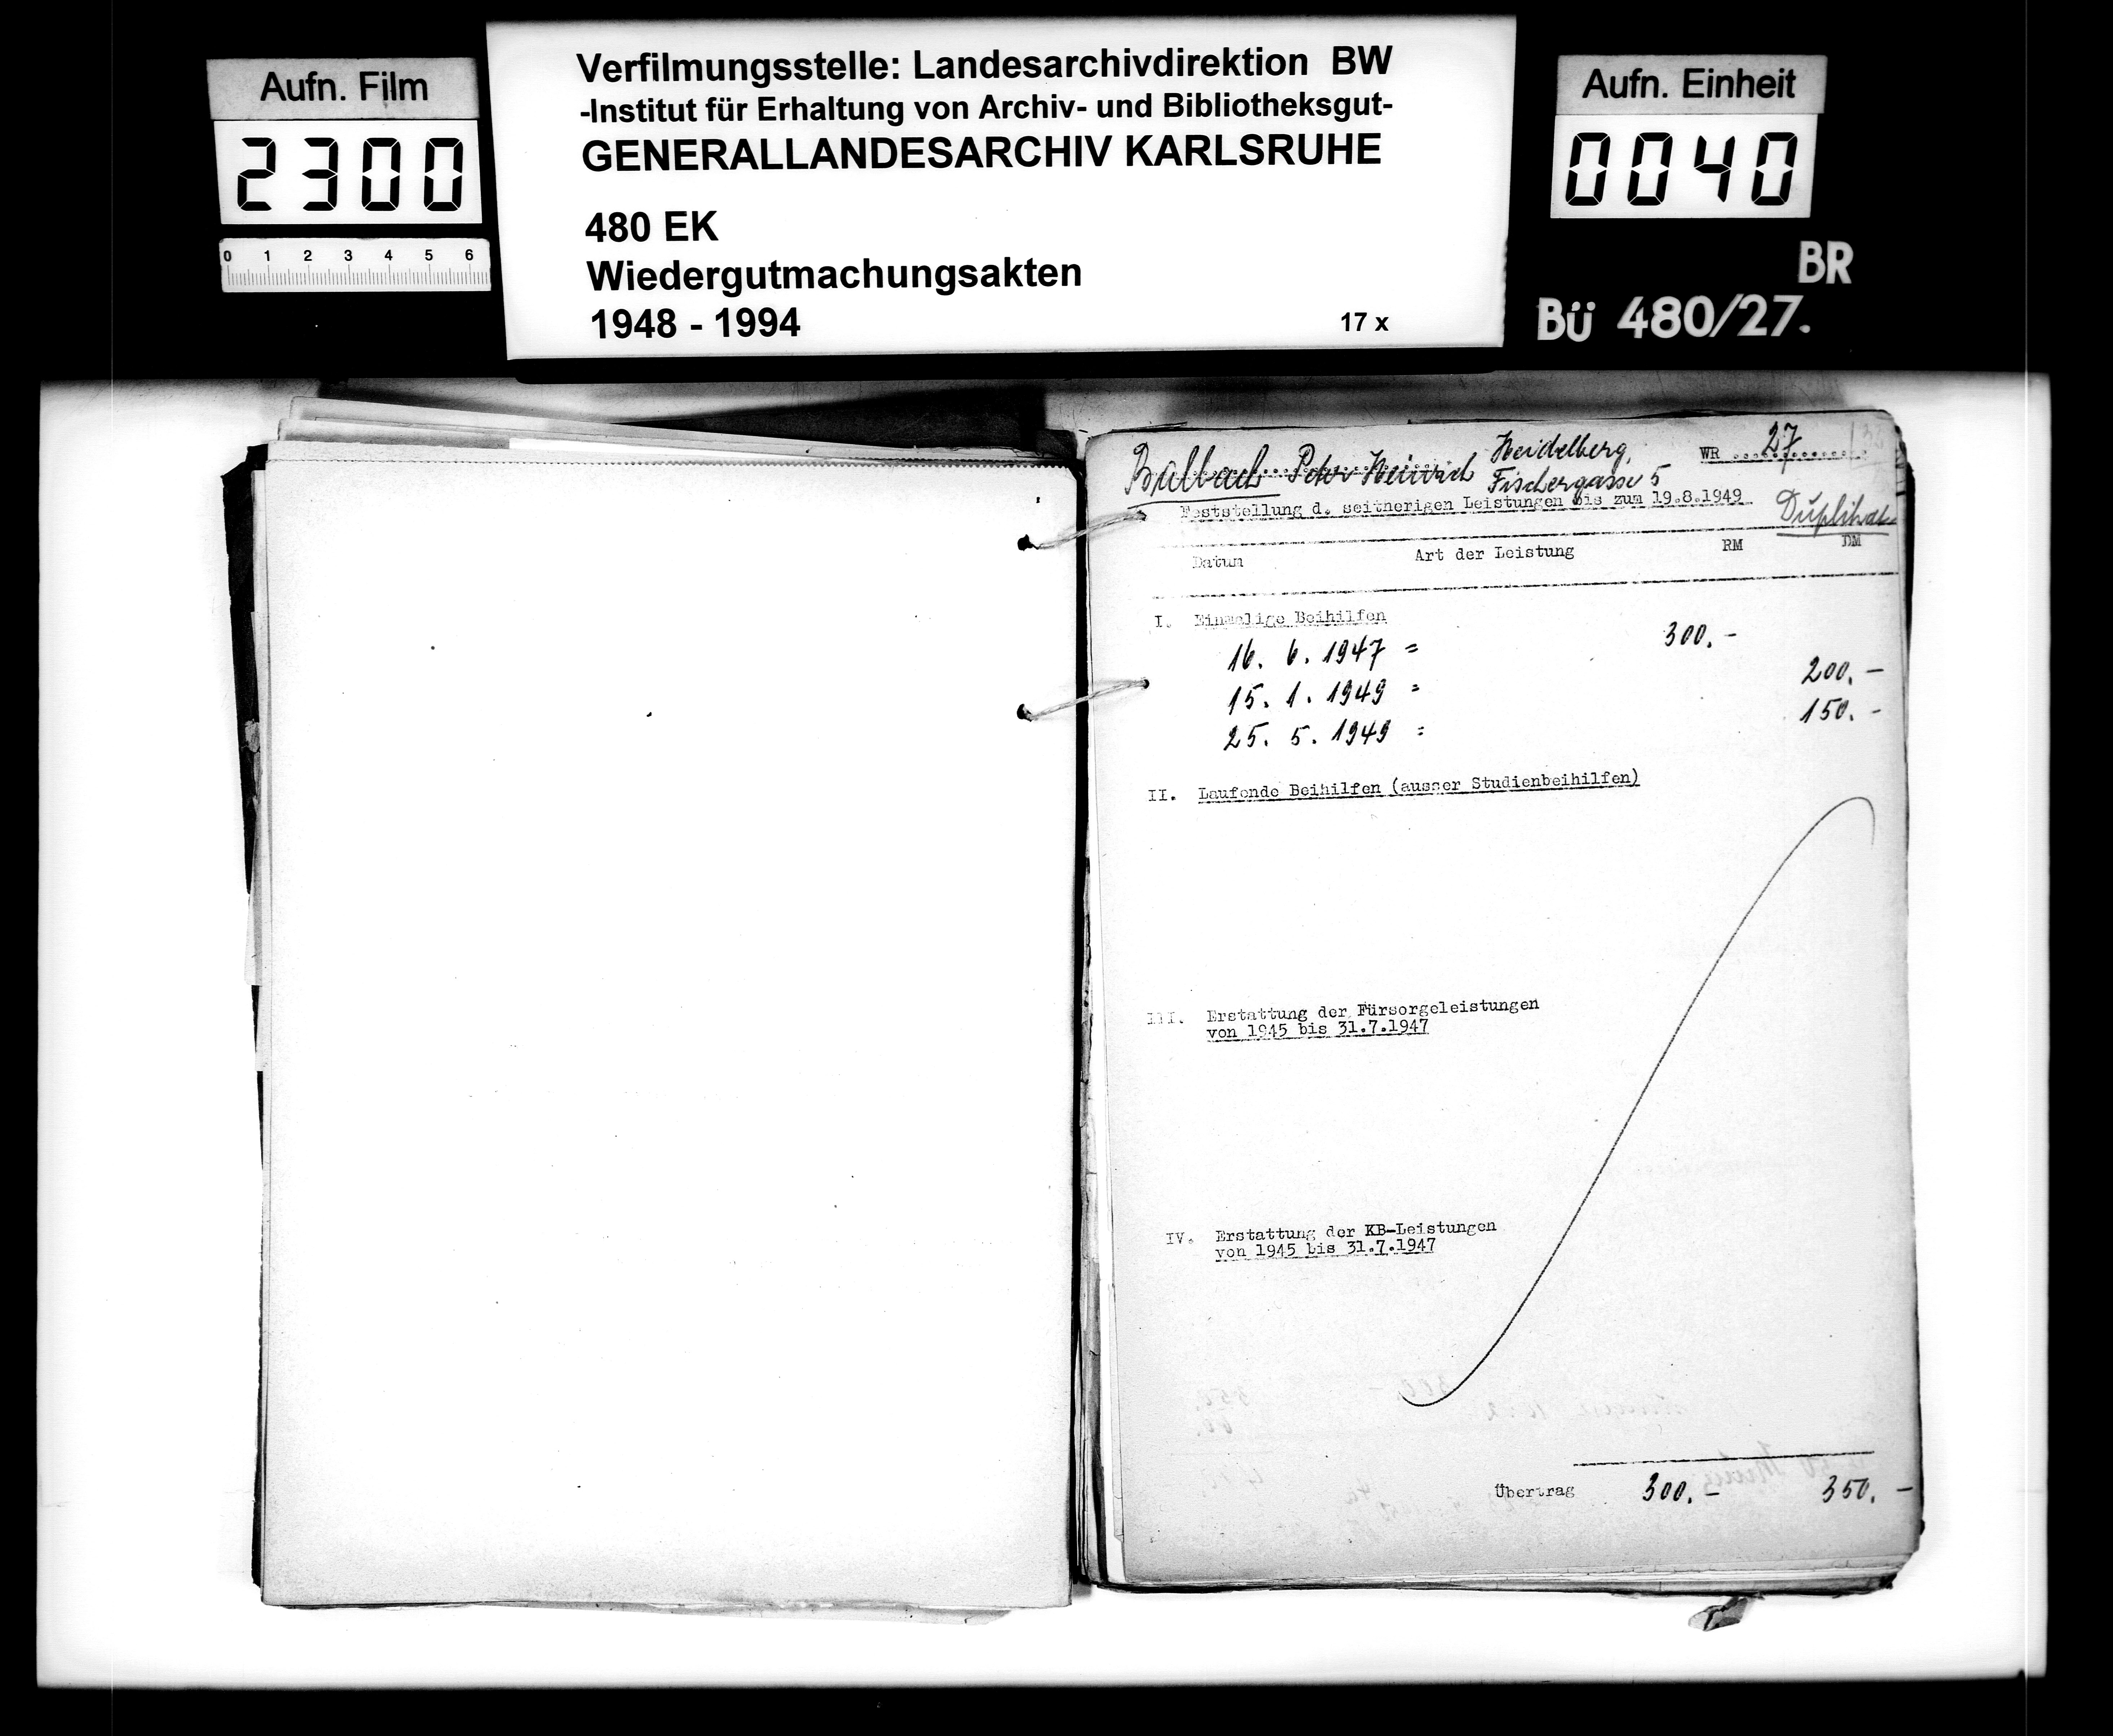 Aufn. Film
2300
0 1 2 3 4 5 6
Verfilmungsstelle: Landesarchivdirektion BW
-Institut für Erhaltung von Archiv- und Bibliotheksgut-
GENERALLANDESARCHIV KARLSRUHE
480 EK
Wiedergutmachungsakten
1948 - 1994
17 x
Aufn. Einheit
0040
BR
Bü 480/27.
Balbach Peter Heinrich Heidelberg, WR 27
Fischergasse 5
Feststellung d. seitherigen Leistungen bis zum 19.8.1949
Duplikat
Datum Art der Leistung RM DM
I. Einmalige Beihilfen
16. 6. 1947 = 300.-
15. 1. 1949 = 200.-
25. 5. 1949 = 150.-
II. Laufende Beihilfen (ausser Studienbeihilfen)
III. Erstattung der Fürsorgeleistungen
von 1945 bis 31.7.1947
IV. Erstattung der KB-Leistungen
von 1945 bis 31.7.1947
Übertrag 300.- 350.-